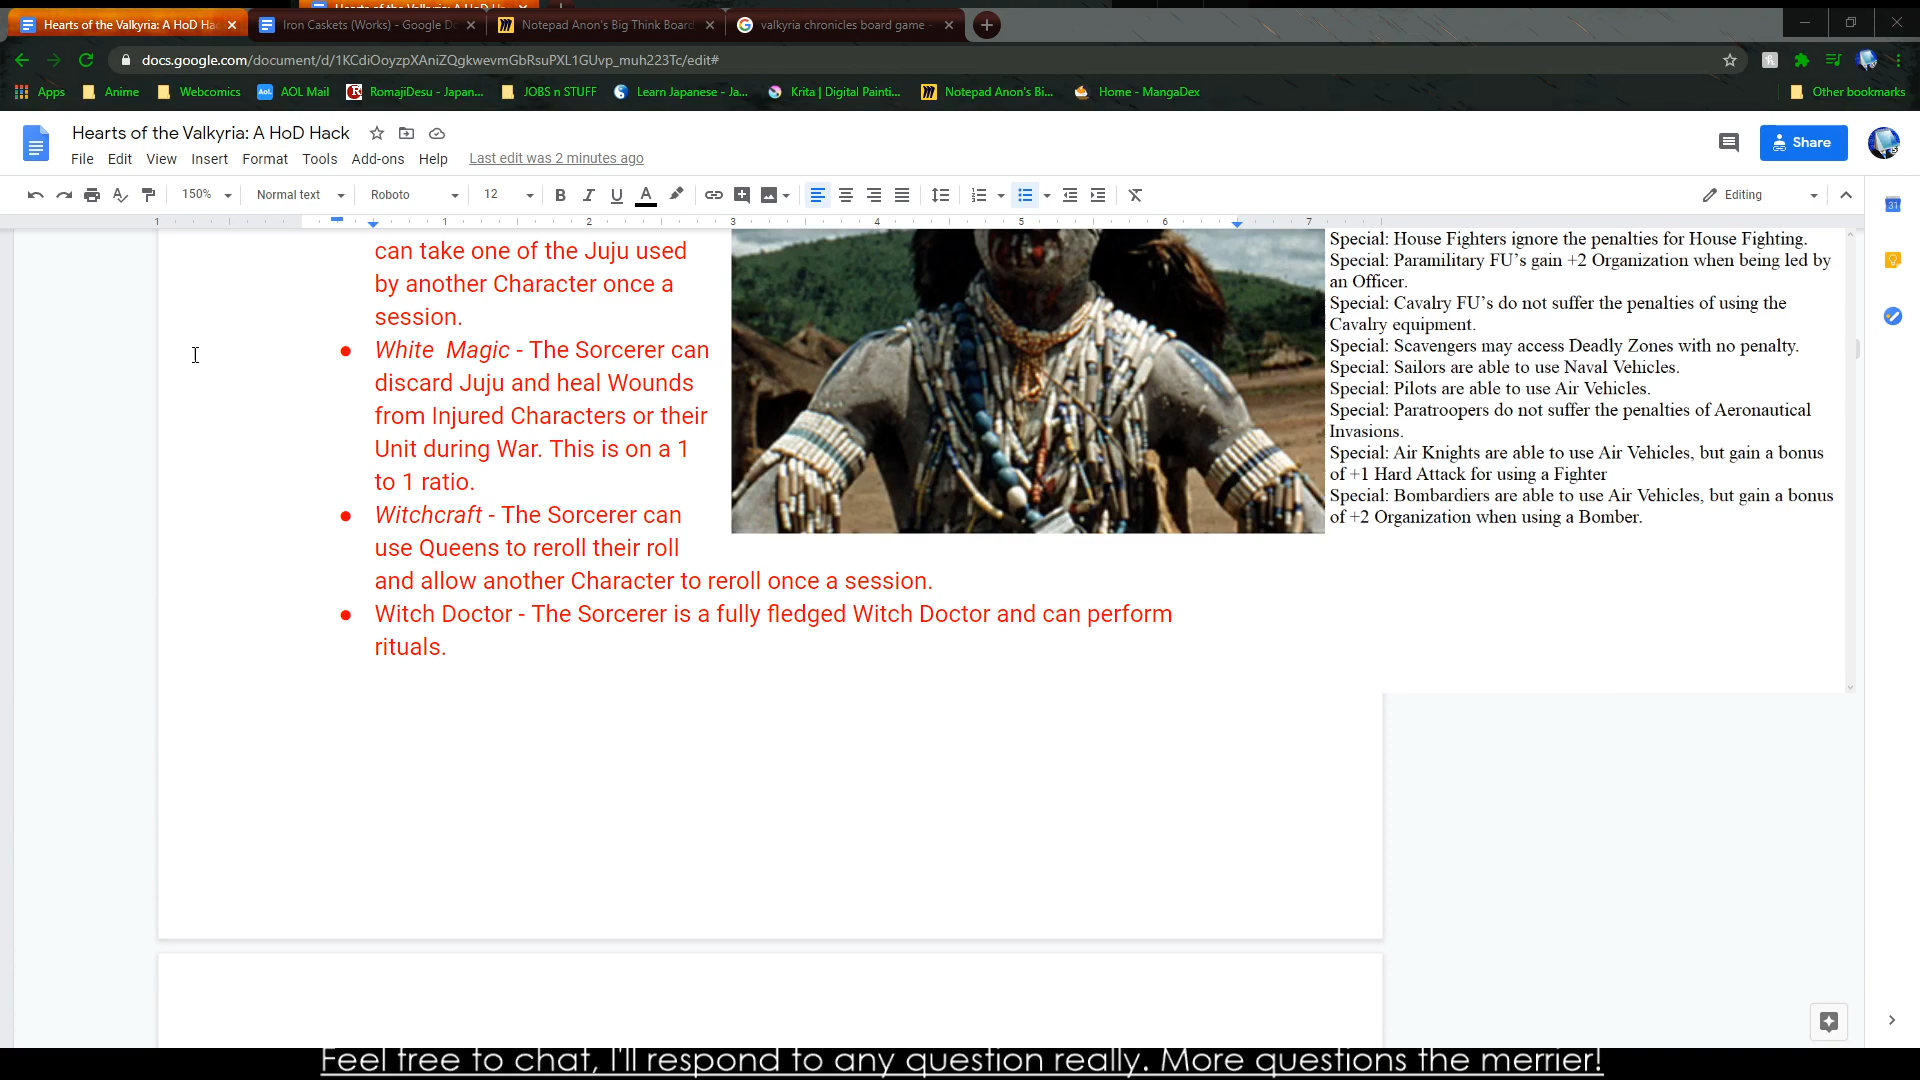 Hearts of the Valkyria: A HoD Ha
Iron Caskets (Works) - Google D
Notepad Anon's Big Think Board
valkyria chronicles board game -
docs.google.com/document/d/1KCdiOoyzpXAniZQgkwevmGbRsuPXL1GUvp_muh223Tc/edit#
Apps Anime Webcomics AOL Mail RomajiDesu - Japan... JOBS n STUFF Learn Japanese - Ja... Krita | Digital Painti... Notepad Anon's Bi... Home - MangaDex Other bookmarks
Hearts of the Valkyria: A HoD Hack
Share
File Edit View Insert Format Tools Add-ons Help Last edit was 2 minutes ago
150% Normal text Roboto 12 B I U A Editing
1 1 2 3 4 5 6 7
can take one of the Juju used
by another Character once a
session.
● White Magic - The Sorcerer can
discard Juju and heal Wounds
from Injured Characters or their
Unit during War. This is on a 1
to 1 ratio.
● Witchcraft - The Sorcerer can
use Queens to reroll their roll
and allow another Character to reroll once a session.
● Witch Doctor - The Sorcerer is a fully fledged Witch Doctor and can perform
rituals.
Special: House Fighters ignore the penalties for House Fighting.
Special: Paramilitary FU's gain +2 Organization when being led by
an Officer.
Special: Cavalry FU's do not suffer the penalties of using the
Cavalry equipment.
Special: Scavengers may access Deadly Zones with no penalty.
Special: Sailors are able to use Naval Vehicles.
Special: Pilots are able to use Air Vehicles.
Special: Paratroopers do not suffer the penalties of Aeronautical
Invasions.
Special: Air Knights are able to use Air Vehicles, but gain a bonus
of +1 Hard Attack for using a Fighter
Special: Bombardiers are able to use Air Vehicles, but gain a bonus
of +2 Organization when using a Bomber.
31
Feel free to chat, I'll respond to any question really. More questions the merrier!